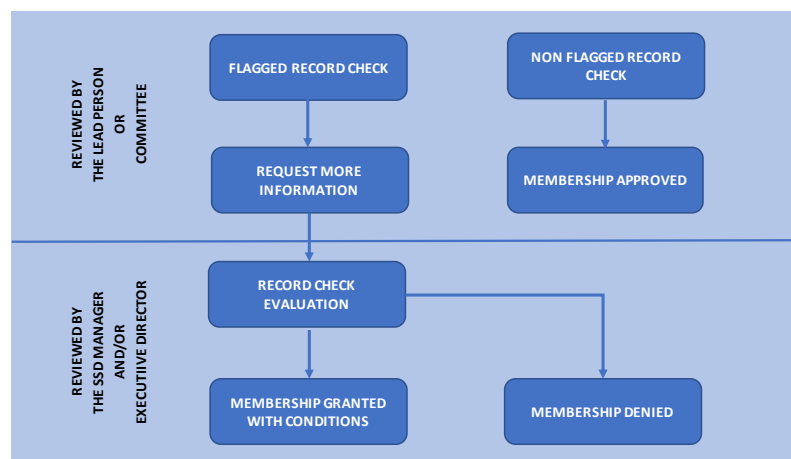 REVIEWED BY
THE LEAD PERSON
OR
COMMITTEE
FLAGGED RECORD CHECK
NON FLAGGED RECORD
CHECK
REQUEST MORE
INFORMATION
MEMBERSHIP APPROVED
REVIEWED BY
THE SSD MANAGER
AND/OR
EXECUTIIVE DIRECTOR
RECORD CHECK
EVALUATION
MEMBERSHIP GRANTED
WITH CONDITIONS
MEMBERSHIP DENIED